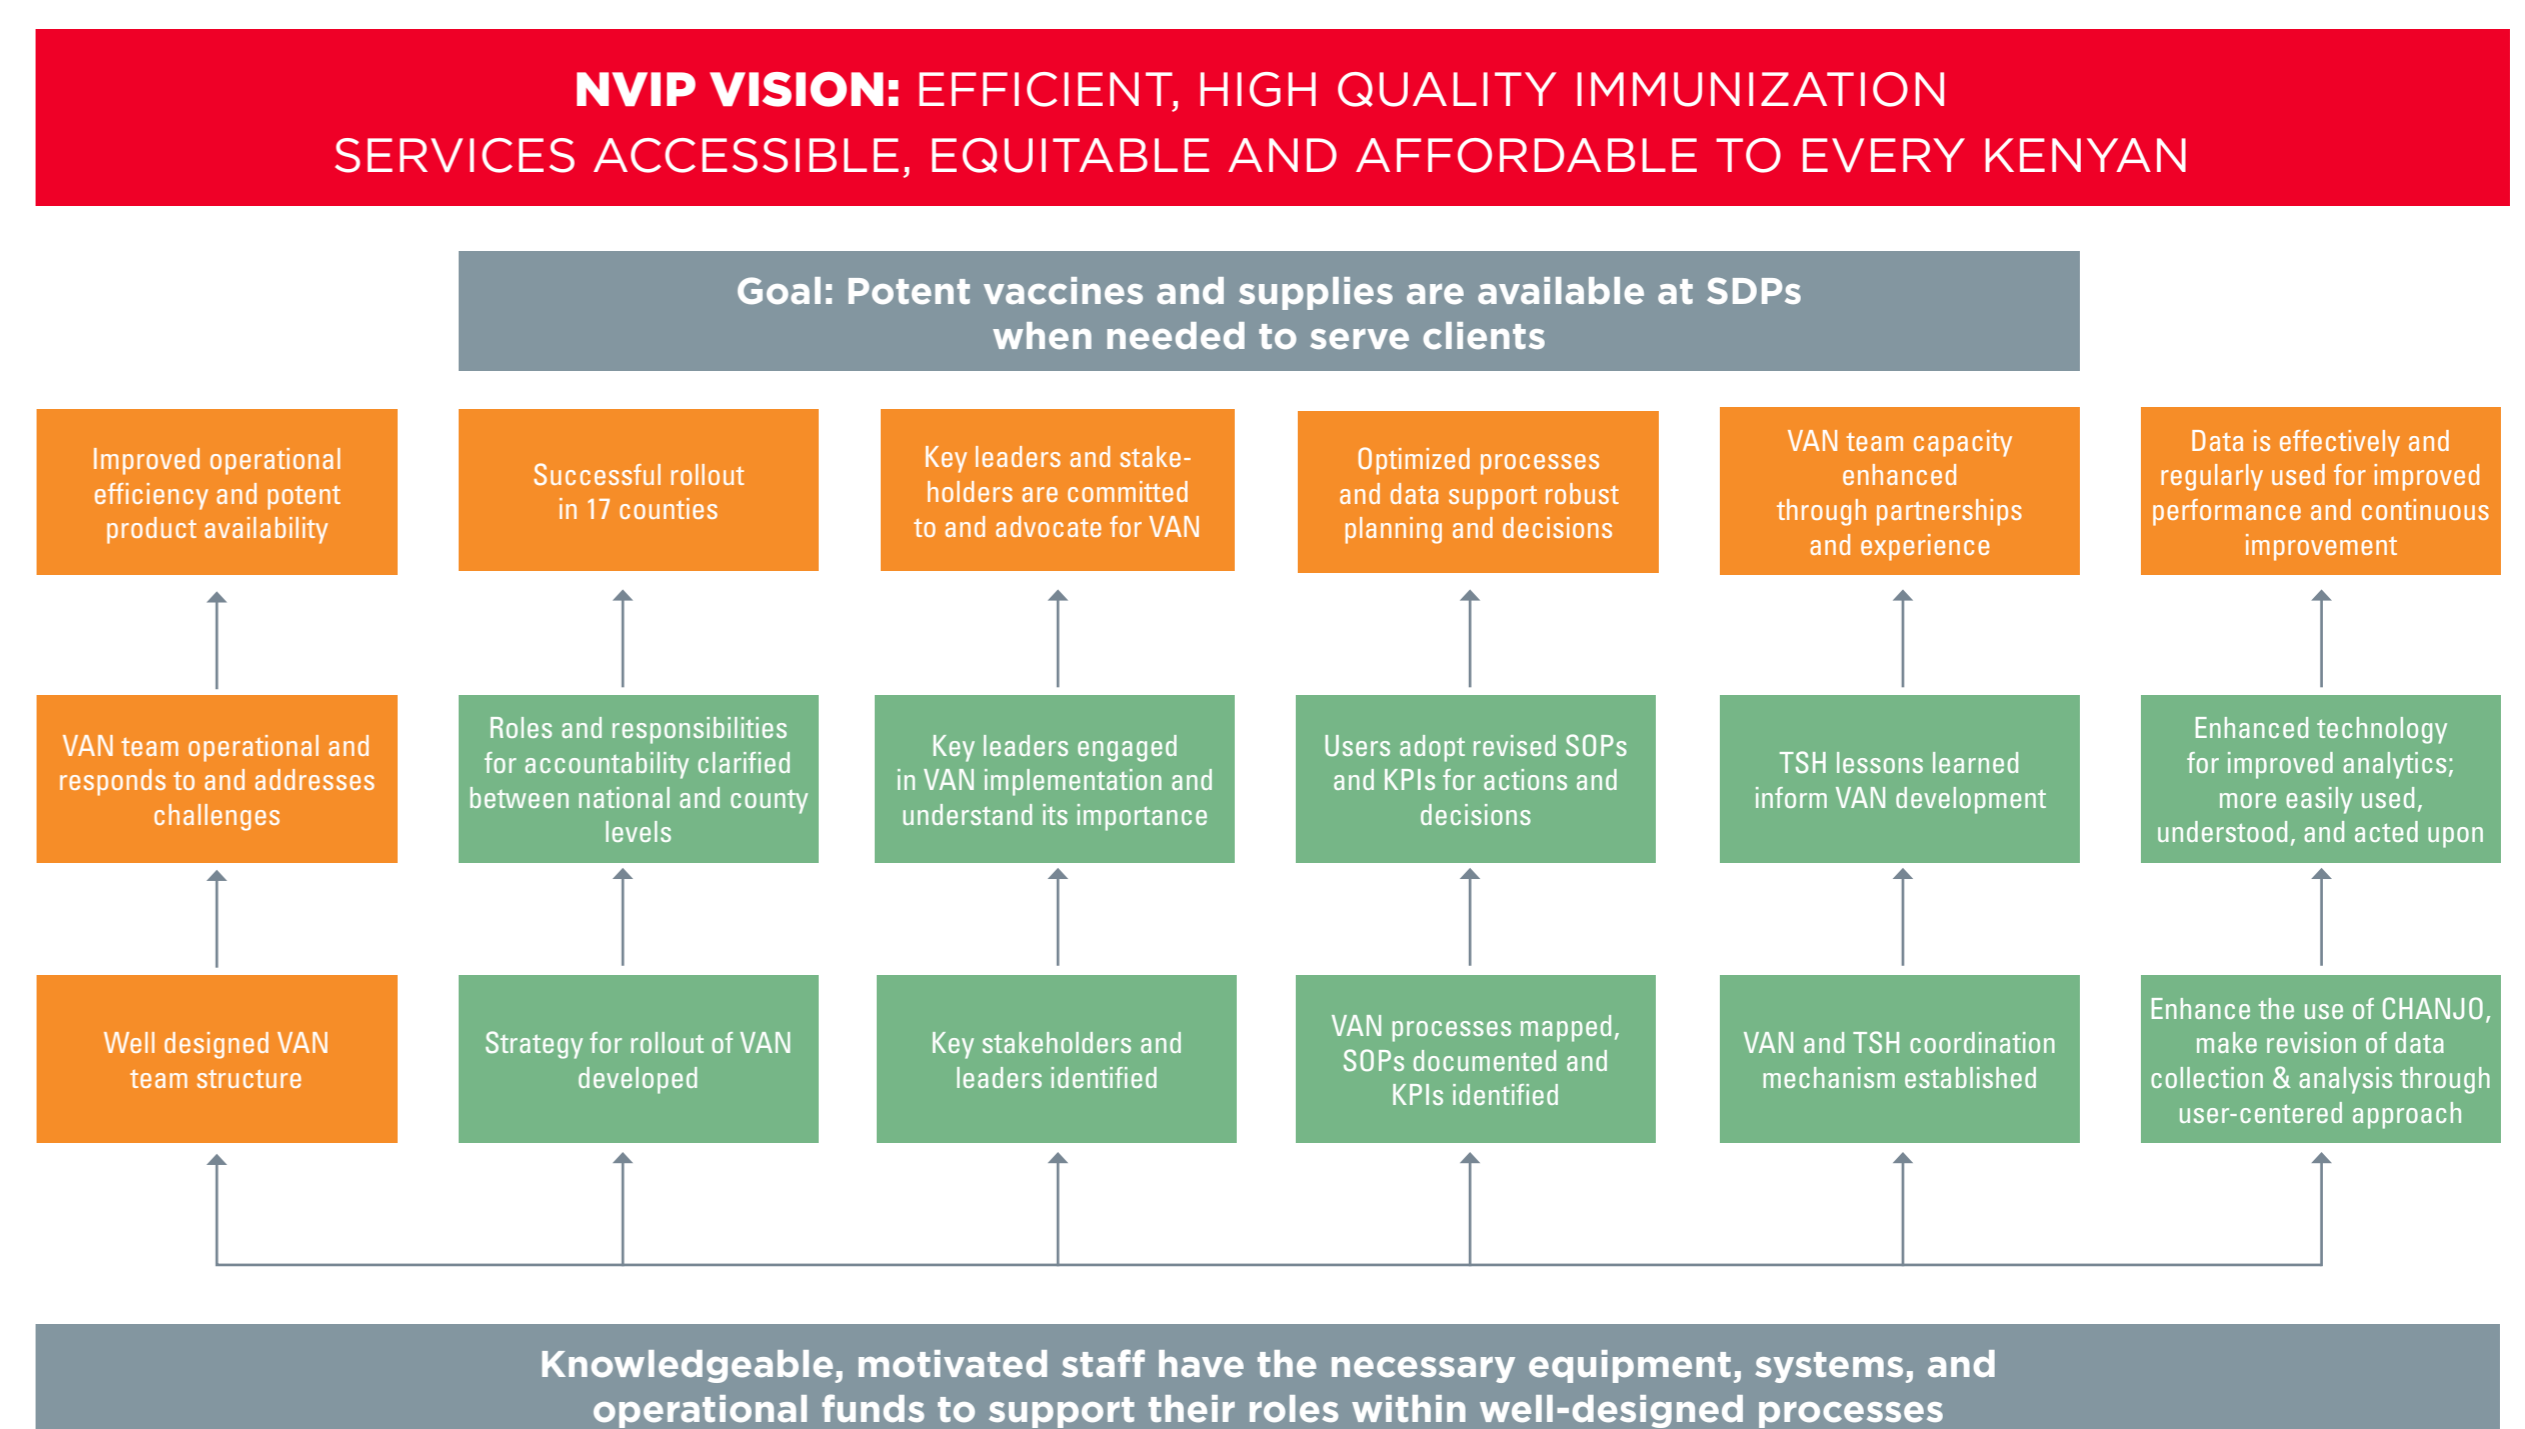 NVIP VISION: EFFICIENT, HIGH QUALITY IMMUNIZATION
SERVICES ACCESSIBLE, EQUITABLE AND AFFORDABLE TO EVERY KENYAN
Goal: Potent vaccines and supplies are available at SDPs
when needed to serve clients
Improved operational
efficiency and potent
product availability
Successful rollout
in 17 counties
Key leaders and stake-
holders are committed
to and advocate for VAN
Optimized processes
and data support robust
planning and decisions
VAN team capacity
enhanced
through partnerships
and experience
Data is effectively and
regularly used for improved
performance and continuous
improvement
VAN team operational and
responds to and addresses
challenges
Roles and responsibilities
for accountability clarified
between national and county
levels
Key leaders engaged
in VAN implementation and
understand its importance
Users adopt revised SOPs
and KPIs for actions and
decisions
TSH lessons learned
inform VAN development
Enhanced technology
for improved analytics;
more easily used,
understood, and acted upon
Well designed VAN
team structure
Strategy for rollout of VAN
developed
Key stakeholders and
leaders identified
VAN processes mapped,
SOPs documented and
KPIs identified
VAN and TSH coordination
mechanism established
Enhance the use of CHANJO,
make revision of data
collection & analysis through
user-centered approach
Knowledgeable, motivated staff have the necessary equipment, systems, and
operational funds to support their roles within well-designed processes